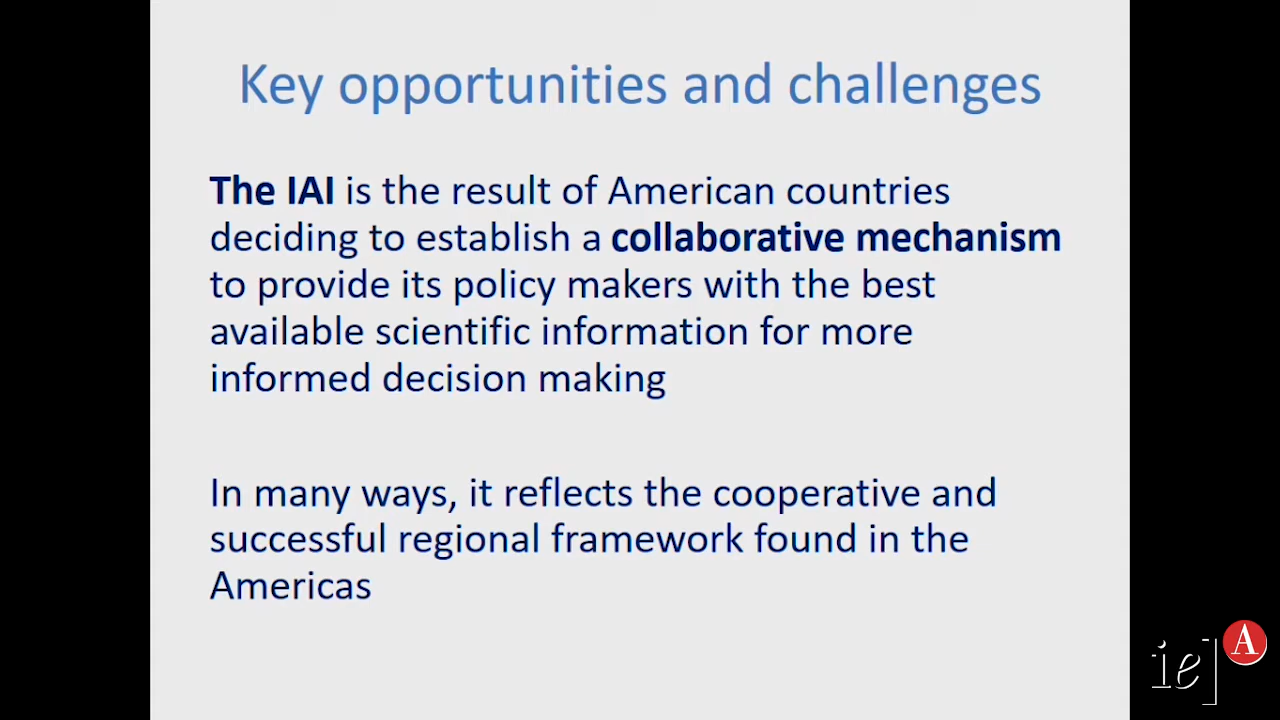 Key opportunities and challenges
The IAI is the result of American countries
deciding to establish a collaborative mechanism
to provide its policy makers with the best
available scientific information for more
informed decision making
In many ways, it reflects the cooperative and
successful regional framework found in the
Americas
ie]
A